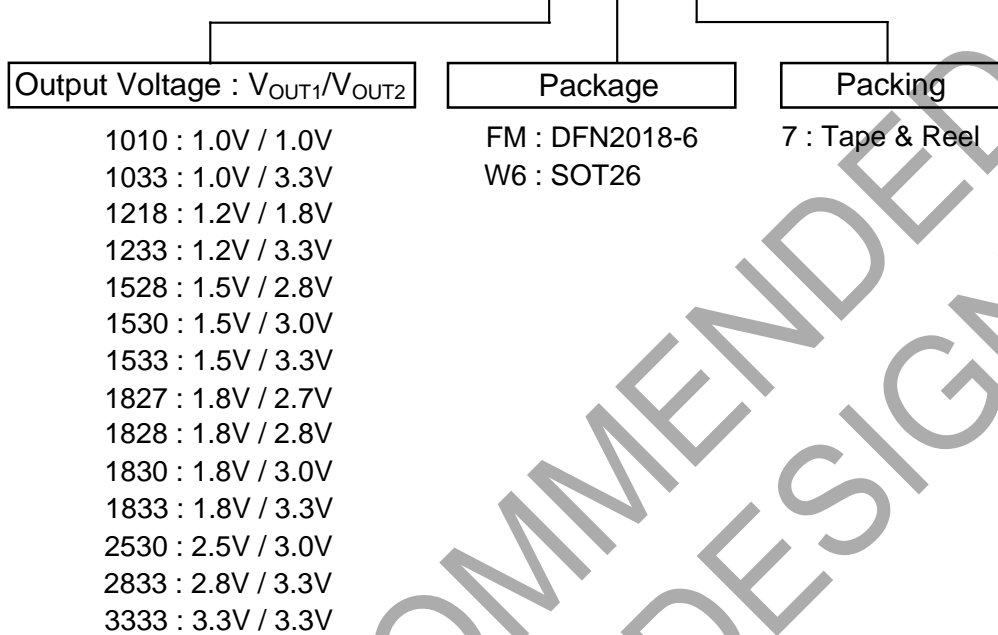 Output Voltage : VOUT1/VOUT2
1010 : 1.0V / 1.0V
1033 : 1.0V / 3.3V
1218 : 1.2V / 1.8V
1233 : 1.2V / 3.3V
1528 : 1.5V / 2.8V
1530 : 1.5V / 3.0V
1533 : 1.5V / 3.3V
1827 : 1.8V / 2.7V
1828 : 1.8V / 2.8V
1830 : 1.8V / 3.0V
1833 : 1.8V / 3.3V
2530 : 2.5V / 3.0V
2833 : 2.8V / 3.3V
3333 : 3.3V / 3.3V
Package
FM : DFN2018-6
W6 : SOT26
Packing
7 : Tape & Reel
OMMENDED
DESIGN